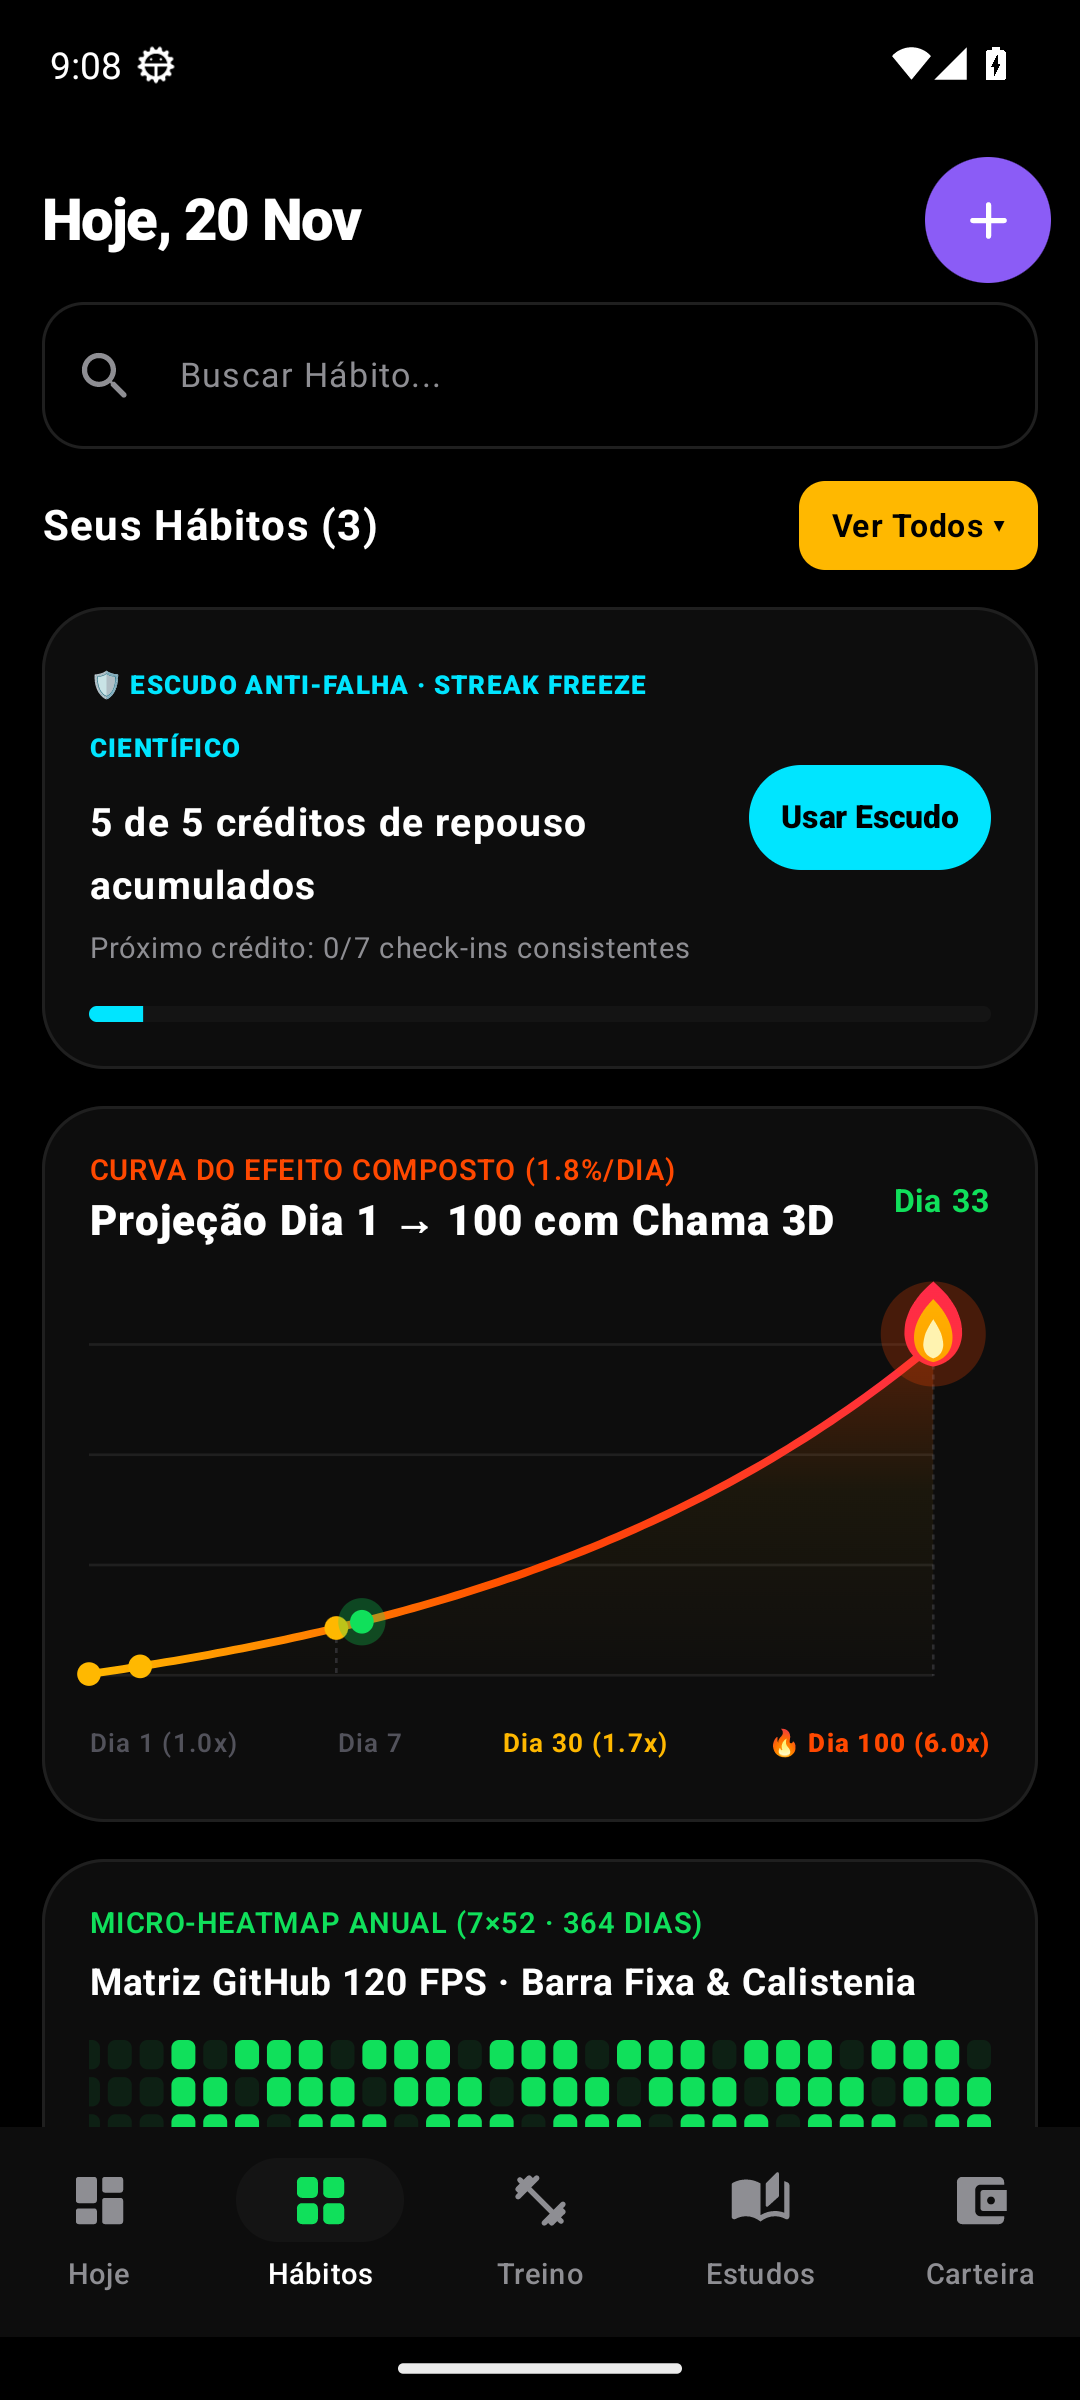 9:08
Hoje, 20 Nov
Buscar Hábito...
Seus Hábitos (3)
Ver Todos ▾
🛡️ ESCUDO ANTI-FALHA · STREAK FREEZE
CIENTÍFICO
5 de 5 créditos de repouso
acumulados
Usar Escudo
Próximo crédito: 0/7 check-ins consistentes
CURVA DO EFEITO COMPOSTO (1.8%/DIA)
Projeção Dia 1 → 100 com Chama 3D
Dia 33
Dia 1 (1.0x)
Dia 7
Dia 30 (1.7x)
🔥 Dia 100 (6.0x)
MICRO-HEATMAP ANUAL (7×52 · 364 DIAS)
Matriz GitHub 120 FPS · Barra Fixa & Calistenia
Hoje
Hábitos
Treino
Estudos
Carteira